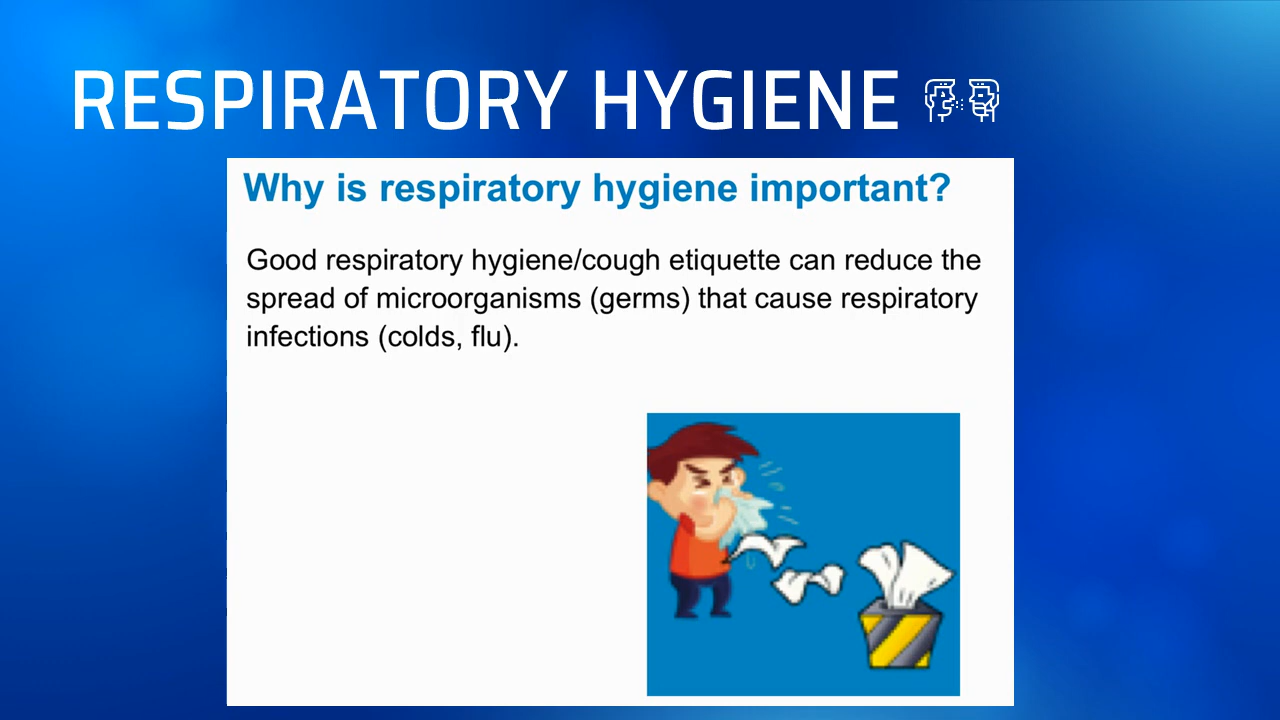 RESPIRATORY HYGIENE
Why is respiratory hygiene important?
Good respiratory hygiene/cough etiquette can reduce the
spread of microorganisms (germs) that cause respiratory
infections (colds, flu).